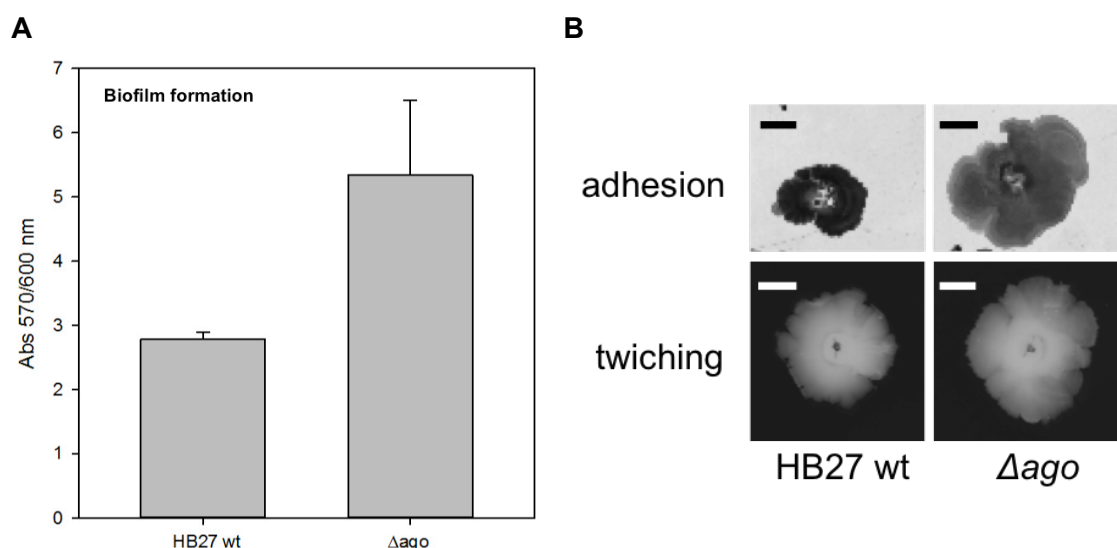 A
Biofilm formation
Abs 570/600 nm
7
6
5
4
3
2
1
0
HB27 wt
Δago
B
adhesion
twiching
HB27 wt
Δago